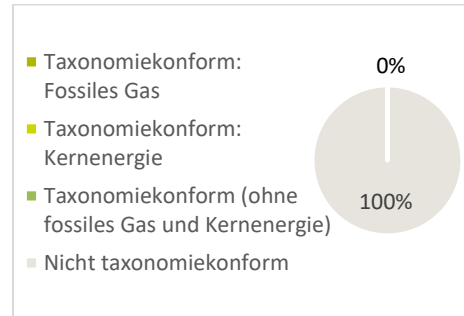 Taxonomiekonform:
Fossiles Gas
Taxonomiekonform:
Kernenergie
Taxonomiekonform (ohne
fossiles Gas und Kernenergie)
Nicht taxonomiekonform
0%
100%